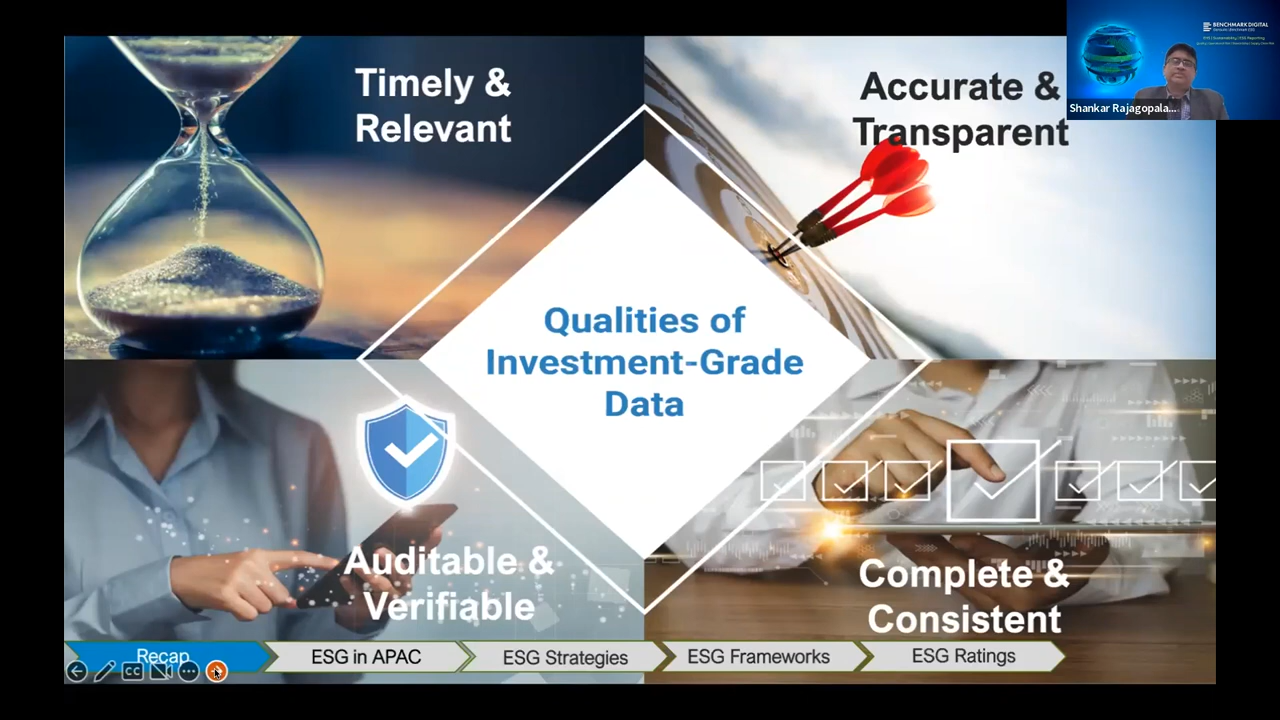 BENCHMARK DIGITAL
Shankar Rajagopala...
Timely &
Relevant
Accurate &
Transparent
Qualities of
Investment-Grade
Data
Auditable &
Verifiable
Complete &
Consistent
Recap
ESG in APAC
ESG Strategies
ESG Frameworks
ESG Ratings
CC